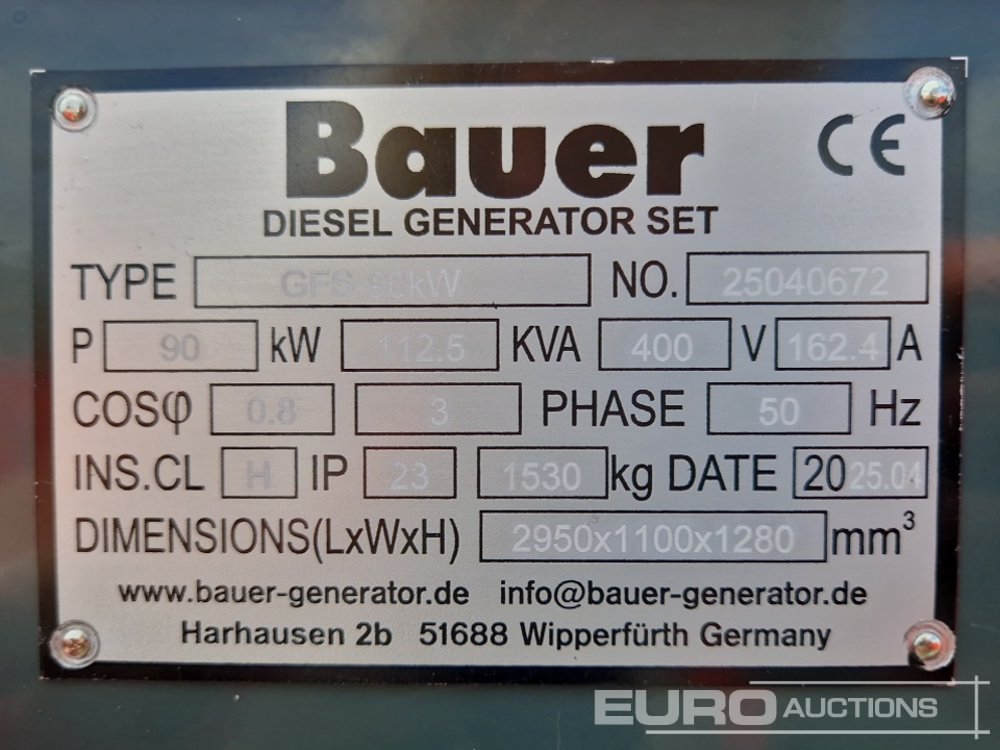 Bauer
CE
DIESEL GENERATOR SET
TYPE GFS-90kW NO. 25040672
P 90 kW 112.5 KVA 400 V 162.4 A
COSφ 0.8 3 PHASE 50 Hz
INS.CL H IP 23 1530 kg DATE 2025.04
DIMENSIONS(LxWxH) 2950x1100x1280 mm³
www.bauer-generator.de info@bauer-generator.de
Harhausen 2b 51688 Wipperfürth Germany
EURO AUCTIONS